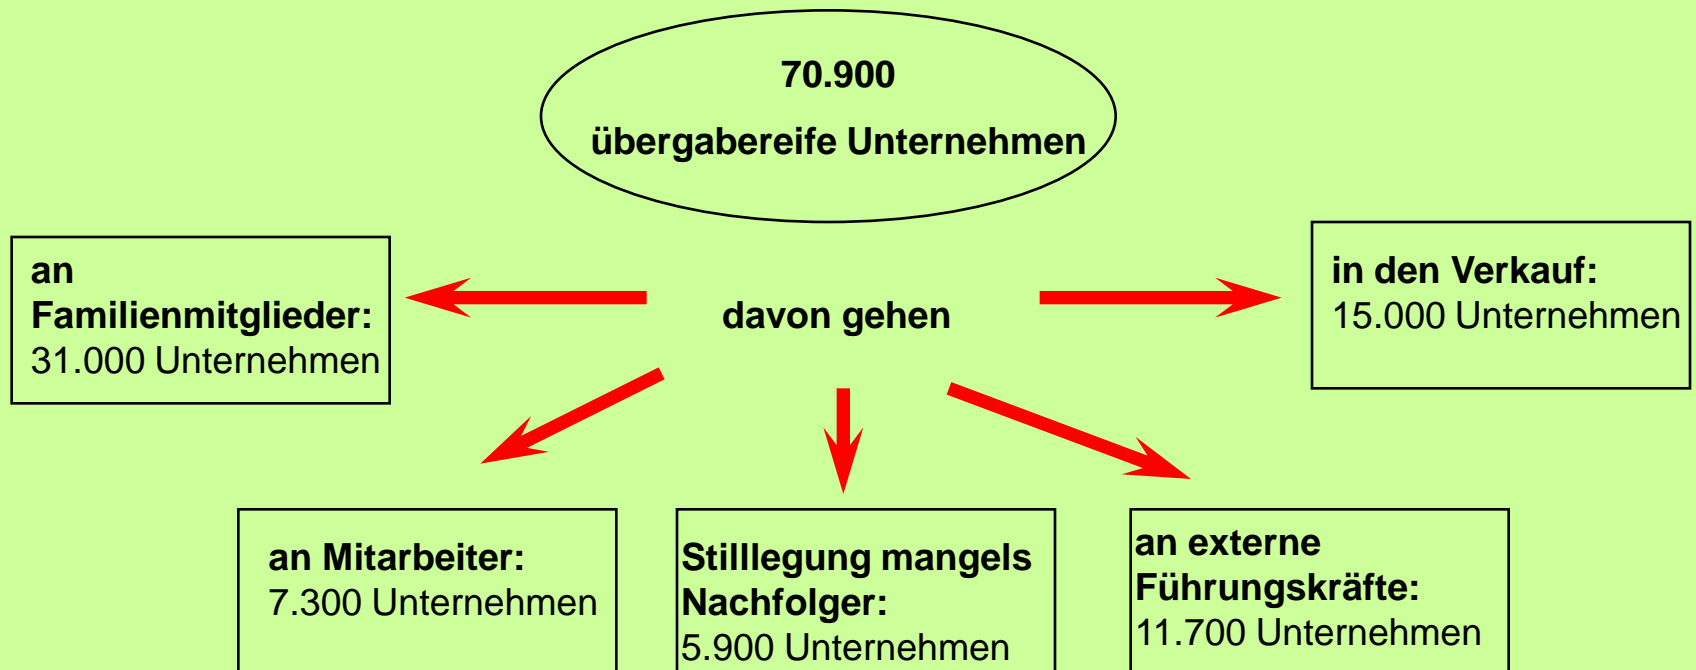 70.900
übergabereife Unternehmen
an
Familienmitglieder:
31.000 Unternehmen
davon gehen
in den Verkauf:
15.000 Unternehmen
an Mitarbeiter:
7.300 Unternehmen
Stilllegung mangels
Nachfolger:
5.900 Unternehmen
an externe
Führungskräfte:
11.700 Unternehmen